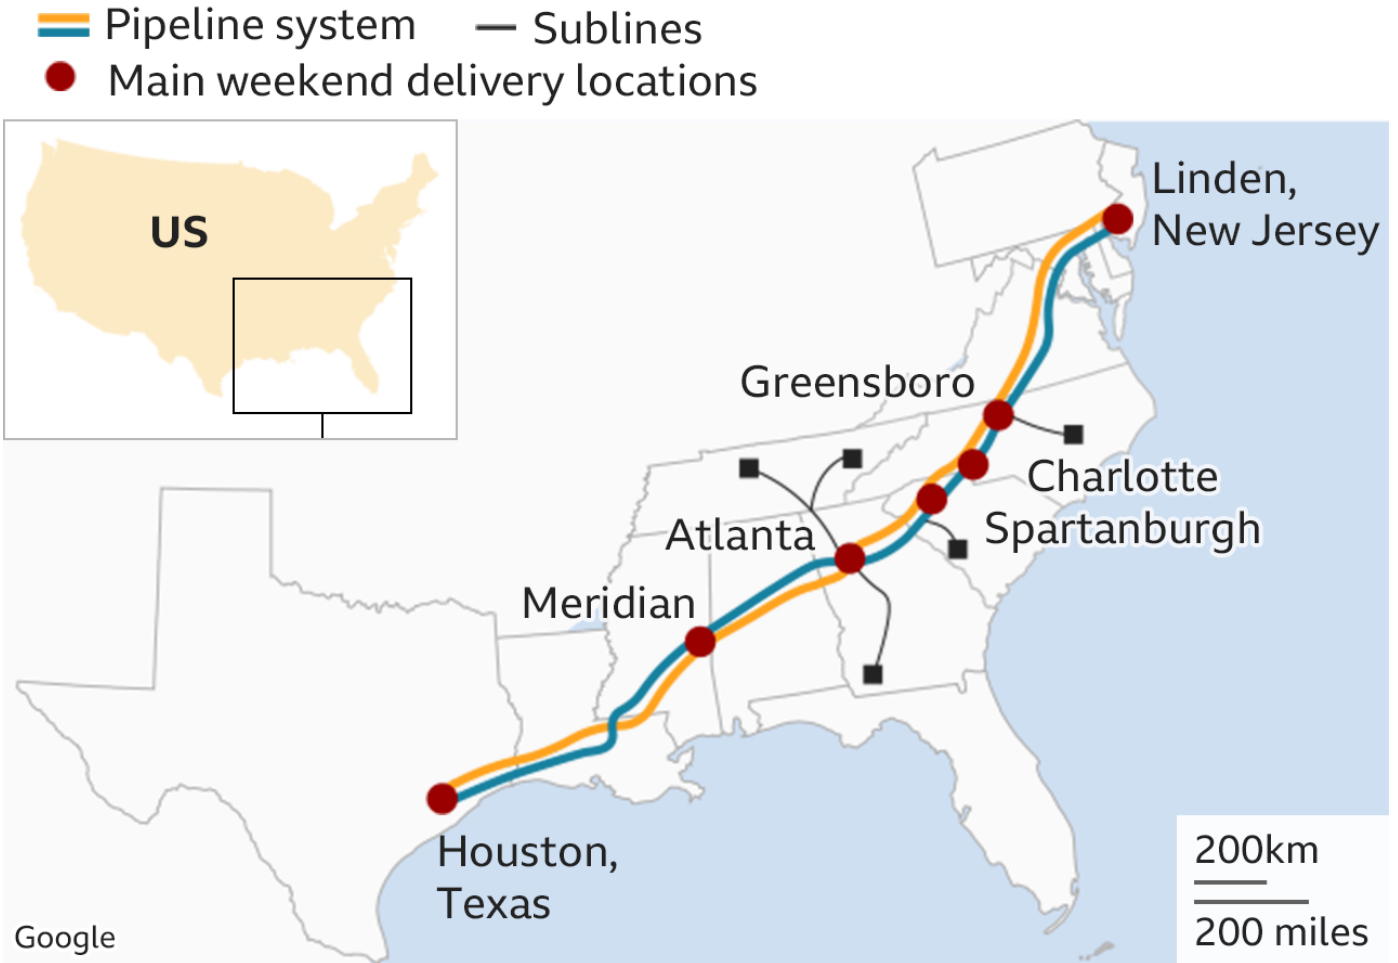 Pipeline system
Sublines
Main weekend delivery locations
US
Linden,
New Jersey
Greensboro
Charlotte
Spartanburgh
Atlanta
Meridian
Houston,
Texas
200km
200 miles
Google